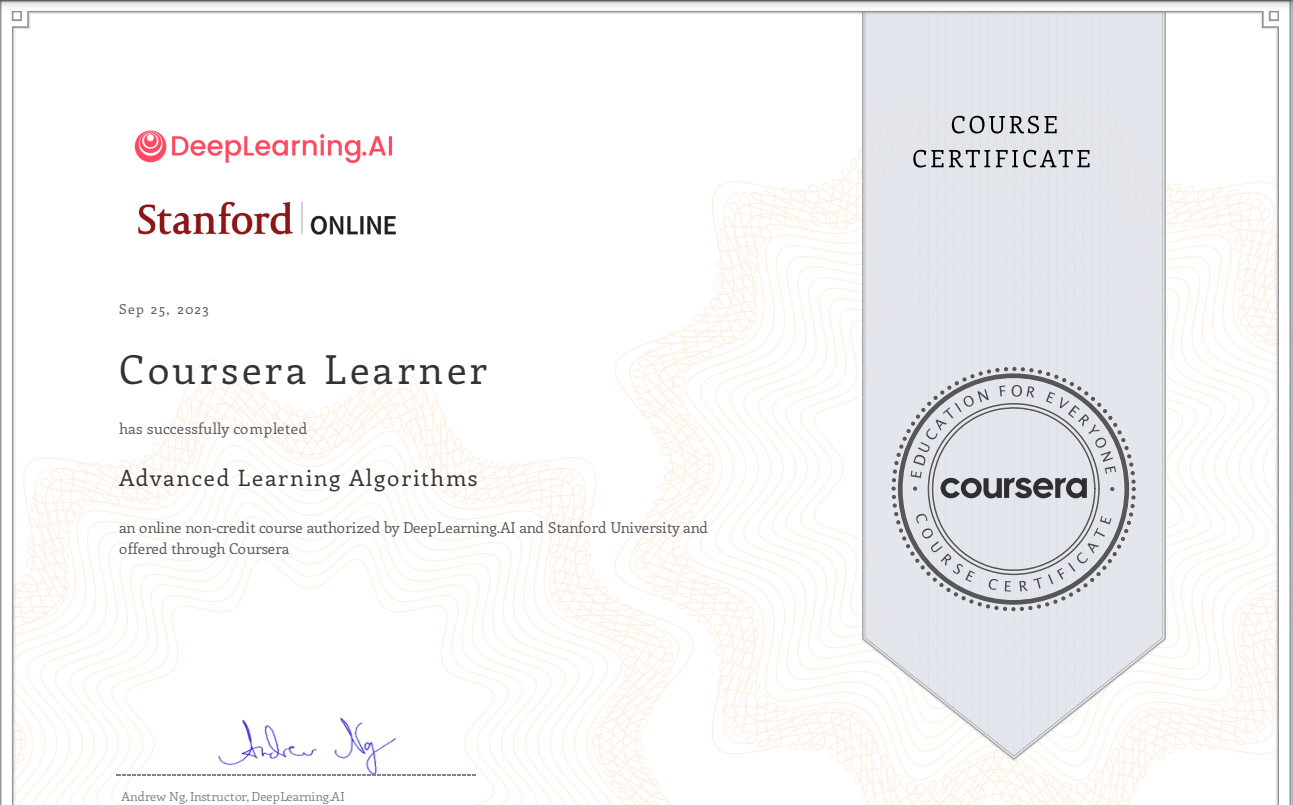 DeepLearning.AI
Stanford ONLINE
Sep 25, 2023
Coursera Learner
has successfully completed
Advanced Learning Algorithms
an online non-credit course authorized by DeepLearning.AI and Stanford University and
offered through Coursera
Andrew Ng
Andrew Ng, Instructor, DeepLearning.AI
COURSE
CERTIFICATE
EDUCATION FOR EVERYONE
coursera
COURSE CERTIFICATE